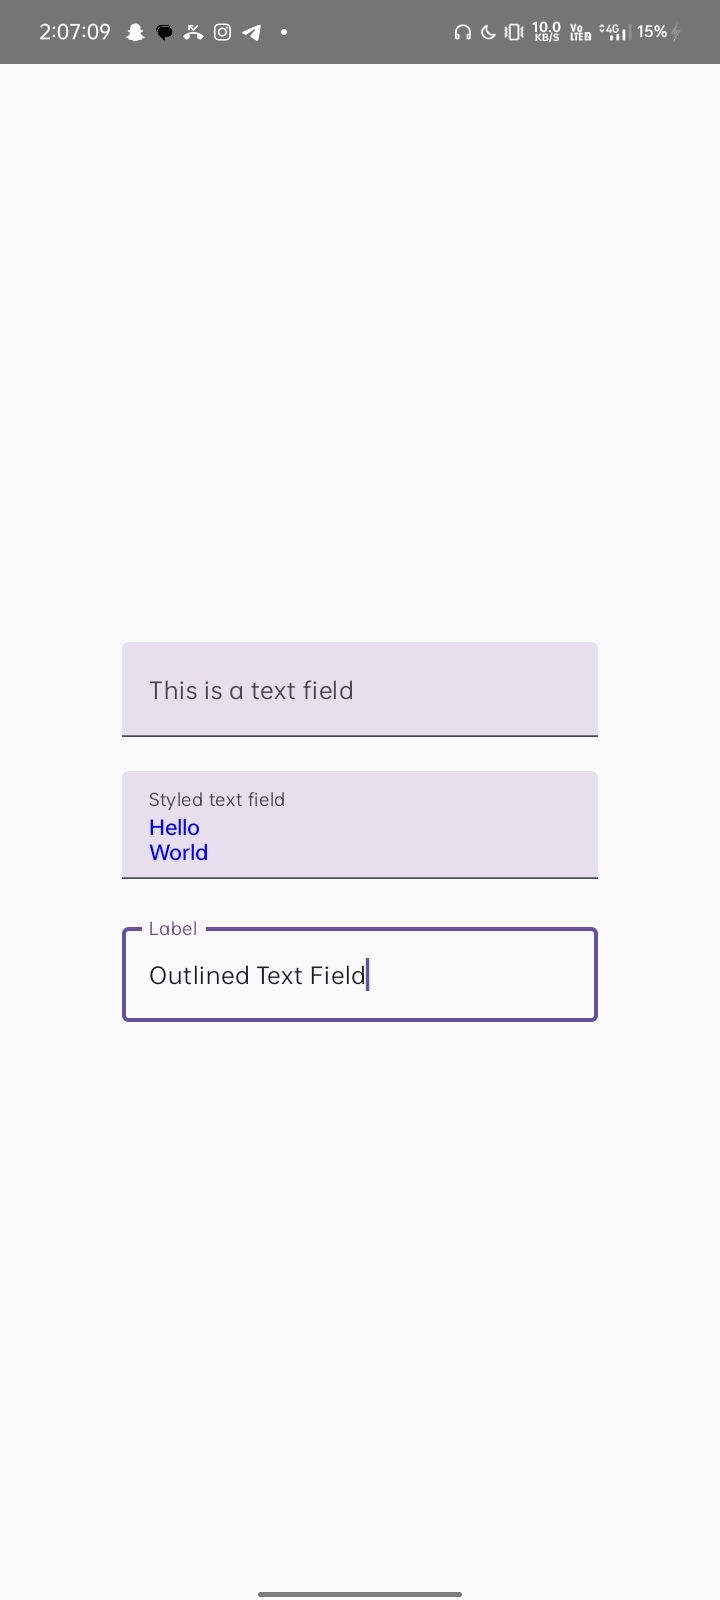 2:07:09 10.0 KB/S Vo LTE 2 4G 15%
This is a text field
Styled text field
Hello
World
Label
Outlined Text Field